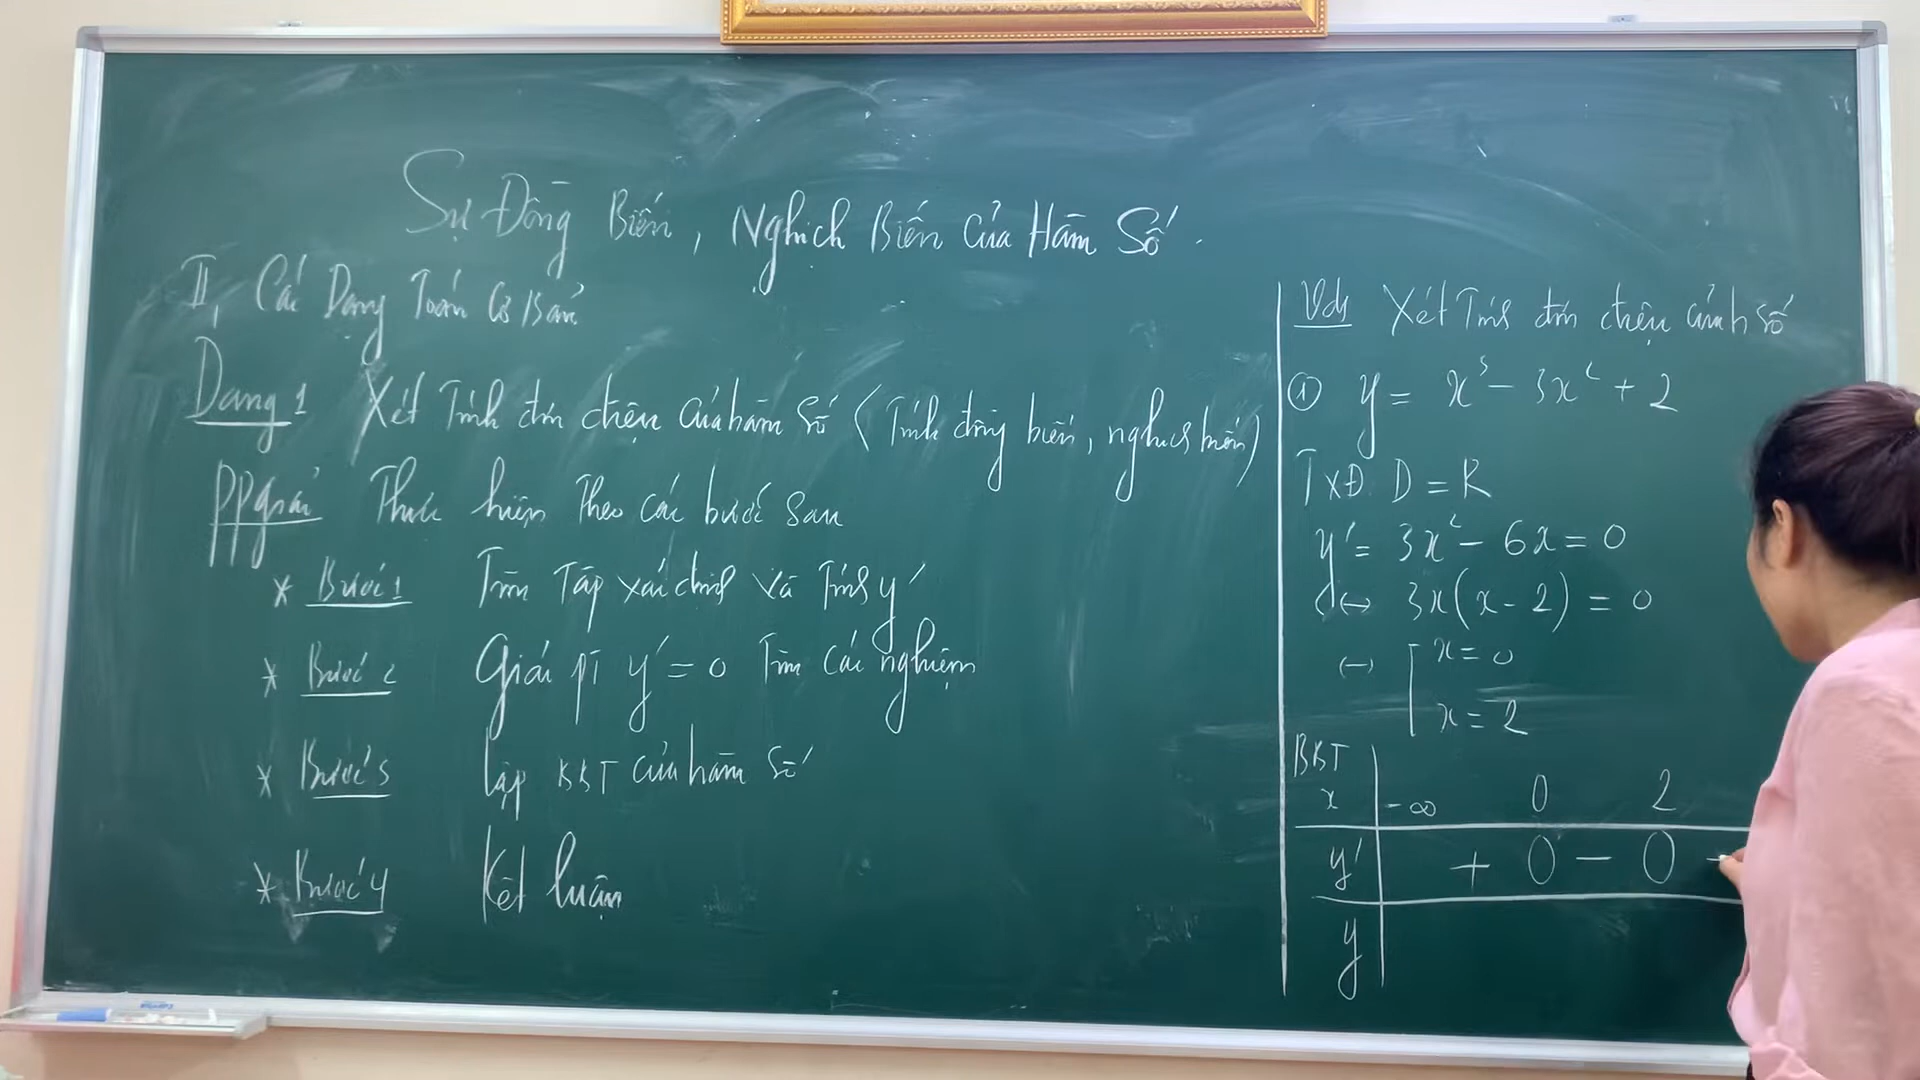 Sự Đồng Biến, Nghịch Biến Của Hàm Số.
II, Các Dạng Toán Cơ Bản
Dạng 1 Xét Tính đơn điệu của hàm số (Tính đồng biến, nghịch biến)
PPgiải Thực hiện theo các bước sau
* Bước 1 Tìm Tập xác định và Tính y'
* Bước 2 Giải pt y' = 0 Tìm các nghiệm
* Bước 3 Lập BBT của hàm số
* Bước 4 Kết luận
Xét Tính đơn điệu của h số
① y = x³ - 3x² + 2
TXĐ D = R
y' = 3x² - 6x = 0
↔ 3x(x - 2) = 0
↔ [ x = 0
x = 2
BBT
x -∞ 0 2
y' + 0 - 0
y